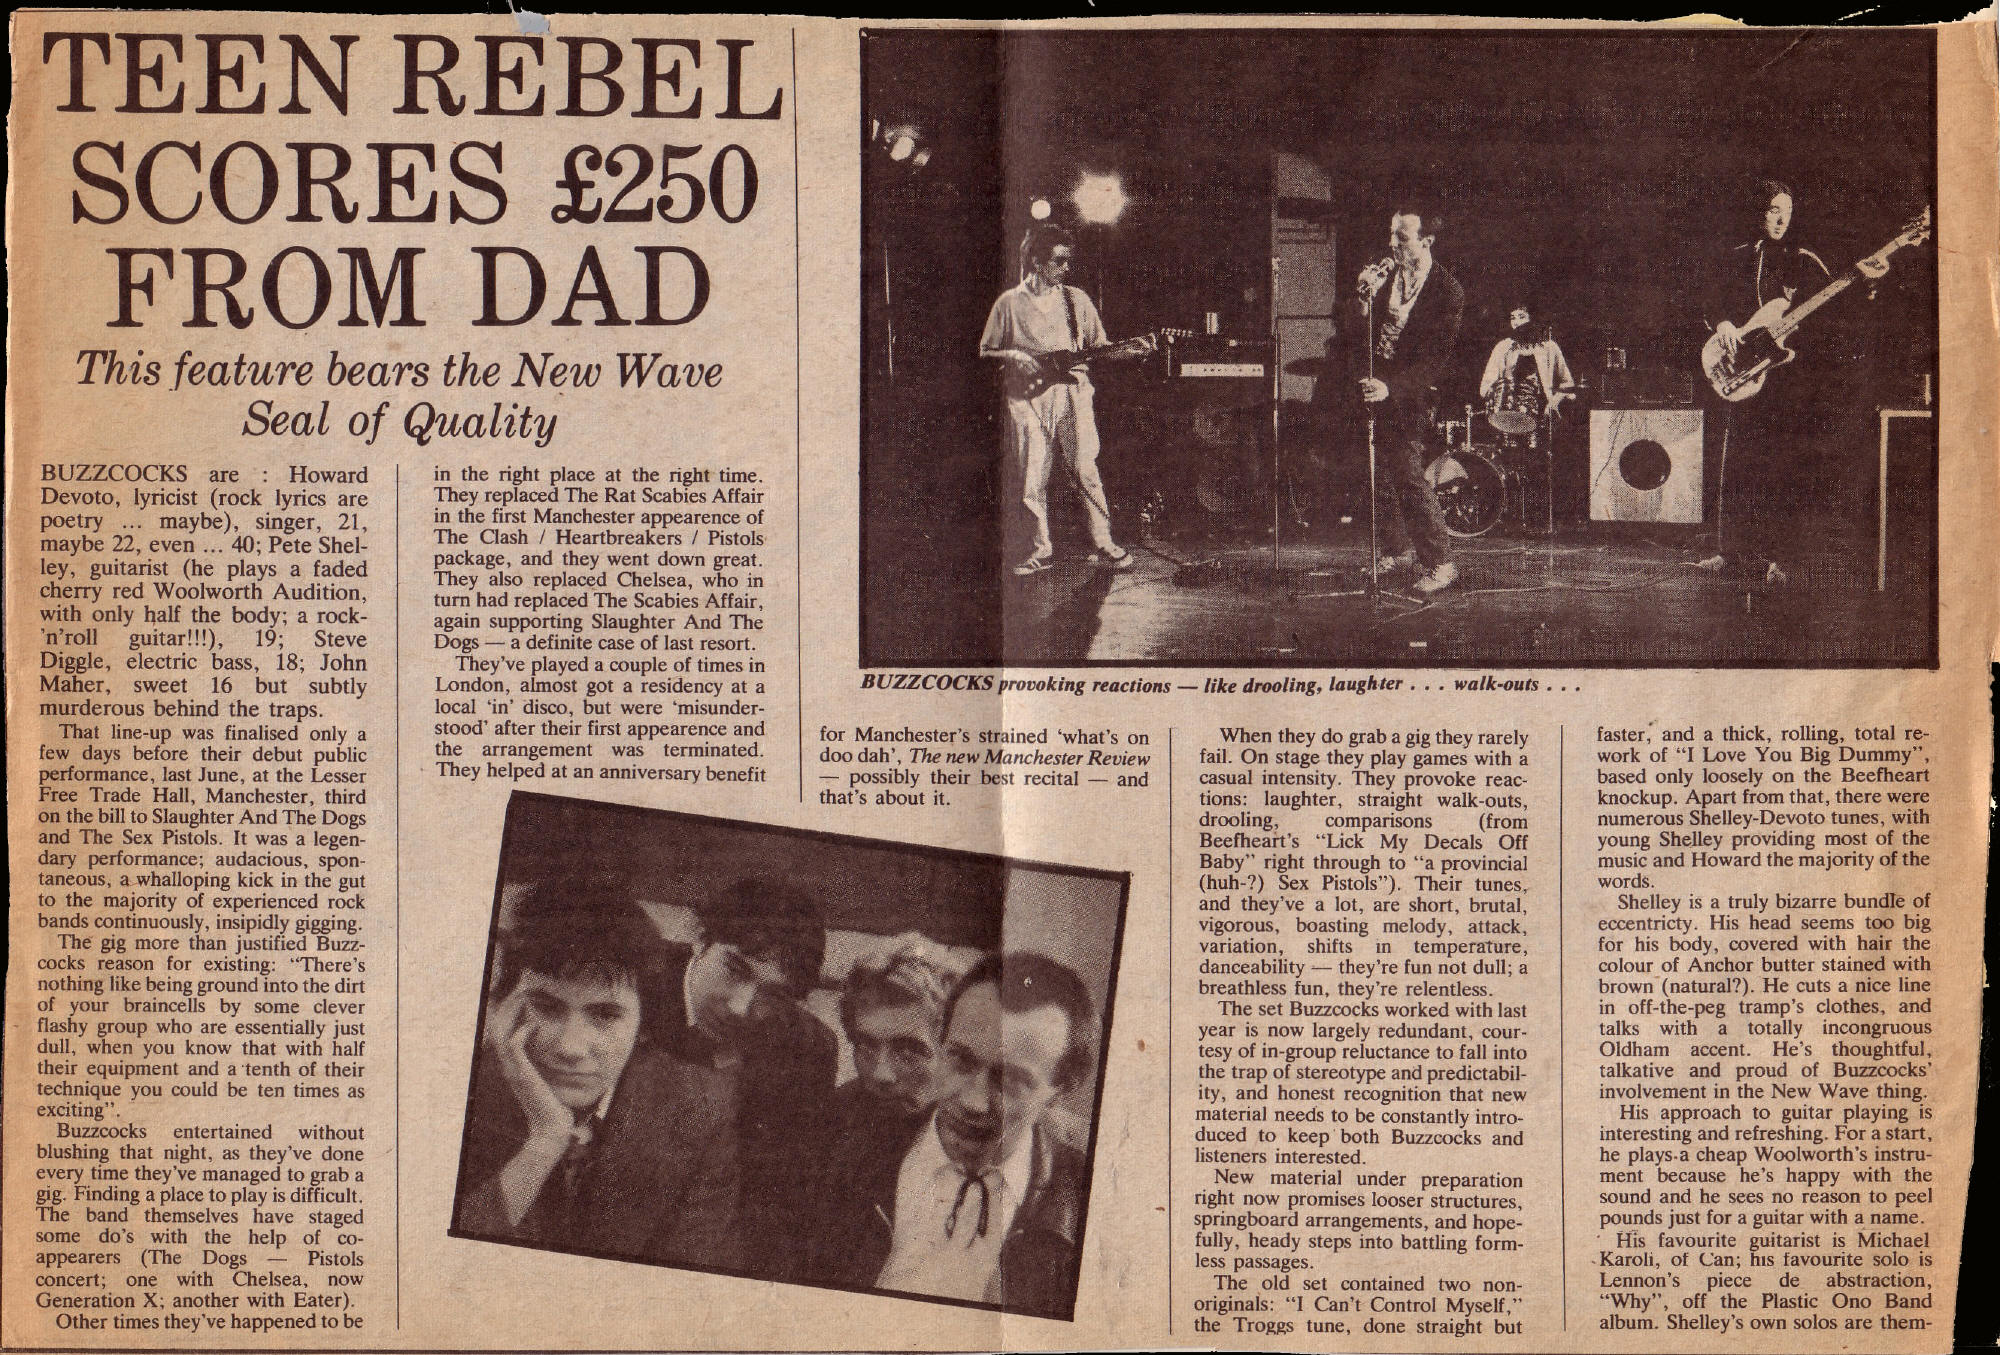 TEEN REBEL
SCORES £250
FROM DAD
This feature bears the New Wave
Seal of Quality
BUZZCOCKS are : Howard
Devoto, lyricist (rock lyrics are
poetry ... maybe), singer, 21,
maybe 22, even ... 40; Pete Shel-
ley, guitarist (he plays a faded
cherry red Woolworth Audition,
with only half the body; a rock-
'n'roll guitar!!!), 19; Steve
Diggle, electric bass, 18; John
Maher, sweet 16 but subtly
murderous behind the traps.
That line-up was finalised only a
few days before their debut public
performance, last June, at the Lesser
Free Trade Hall, Manchester, third
on the bill to Slaughter And The Dogs
and The Sex Pistols. It was a legen-
dary performance; audacious, spon-
taneous, a whalloping kick in the gut
to the majority of experienced rock
bands continuously, insipidly gigging.
The gig more than justified Buzz-
cocks reason for existing: “There's
nothing like being ground into the dirt
of your braincells by some clever
flashy group who are essentially just
dull, when you know that with half
their equipment and a tenth of their
technique you could be ten times as
exciting”.
Buzzcocks entertained without
blushing that night, as they've done
every time they've managed to grab a
gig. Finding a place to play is difficult.
The band themselves have staged
some do's with the help of co-
appearers (The Dogs — Pistols
concert; one with Chelsea, now
Generation X; another with Eater).
Other times they've happened to be
in the right place at the right time.
They replaced The Rat Scabies Affair
in the first Manchester appearence of
The Clash / Heartbreakers / Pistols
package, and they went down great.
They also replaced Chelsea, who in
turn had replaced The Scabies Affair,
again supporting Slaughter And The
Dogs — a definite case of last resort.
They've played a couple of times in
London, almost got a residency at a
local ‘in’ disco, but were ‘misunder-
stood’ after their first appearence and
the arrangement was terminated.
They helped at an anniversary benefit
BUZZCOCKS provoking reactions — like drooling, laughter . . . walk-outs . . .
for Manchester's strained ‘what's on
doo dah’, The new Manchester Review
— possibly their best recital — and
that's about it.
When they do grab a gig they rarely
fail. On stage they play games with a
casual intensity. They provoke reac-
tions: laughter, straight walk-outs,
drooling, comparisons (from
Beefheart's “Lick My Decals Off
Baby” right through to “a provincial
(huh-?) Sex Pistols”). Their tunes,
and they've a lot, are short, brutal,
vigorous, boasting melody, attack,
variation, shifts in temperature,
danceability — they're fun not dull; a
breathless fun, they're relentless.
The set Buzzcocks worked with last
year is now largely redundant, cour-
tesy of in-group reluctance to fall into
the trap of stereotype and predictabil-
ity, and honest recognition that new
material needs to be constantly intro-
duced to keep both Buzzcocks and
listeners interested.
New material under preparation
right now promises looser structures,
springboard arrangements, and hope-
fully, heady steps into battling form-
less passages.
The old set contained two non-
originals: “I Can't Control Myself,”
the Troggs tune, done straight but
faster, and a thick, rolling, total re-
work of “I Love You Big Dummy”,
based only loosely on the Beefheart
knockup. Apart from that, there were
numerous Shelley-Devoto tunes, with
young Shelley providing most of the
music and Howard the majority of the
words.
Shelley is a truly bizarre bundle of
eccentricty. His head seems too big
for his body, covered with hair the
colour of Anchor butter stained with
brown (natural?). He cuts a nice line
in off-the-peg tramp's clothes, and
talks with a totally incongruous
Oldham accent. He's thoughtful,
talkative and proud of Buzzcocks'
involvement in the New Wave thing.
His approach to guitar playing is
interesting and refreshing. For a start,
he plays a cheap Woolworth's instru-
ment because he's happy with the
sound and he sees no reason to peel
pounds just for a guitar with a name.
His favourite guitarist is Michael
Karoli, of Can; his favourite solo is
Lennon's piece de abstraction,
“Why”, off the Plastic Ono Band
album. Shelley's own solos are them-